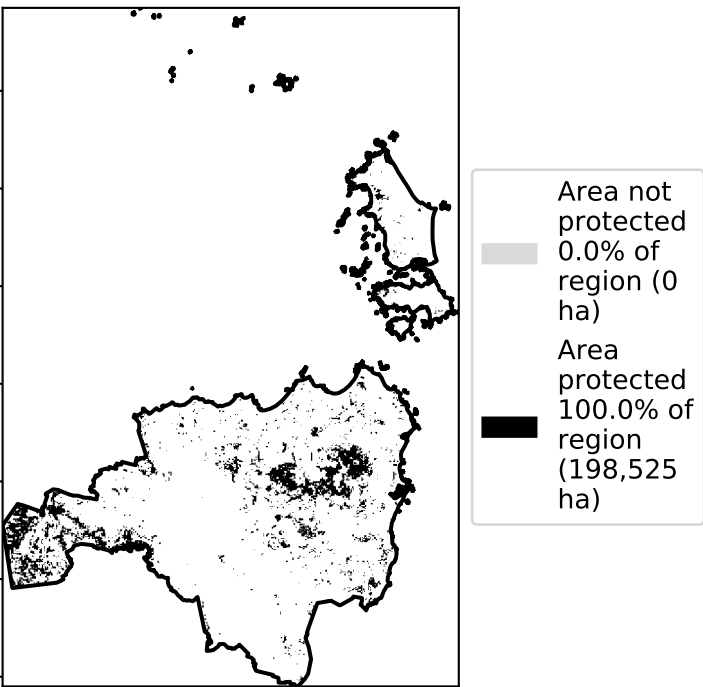 Area not
protected
0.0% of
region (0
ha)
Area
protected
100.0% of
region
(198,525
ha)